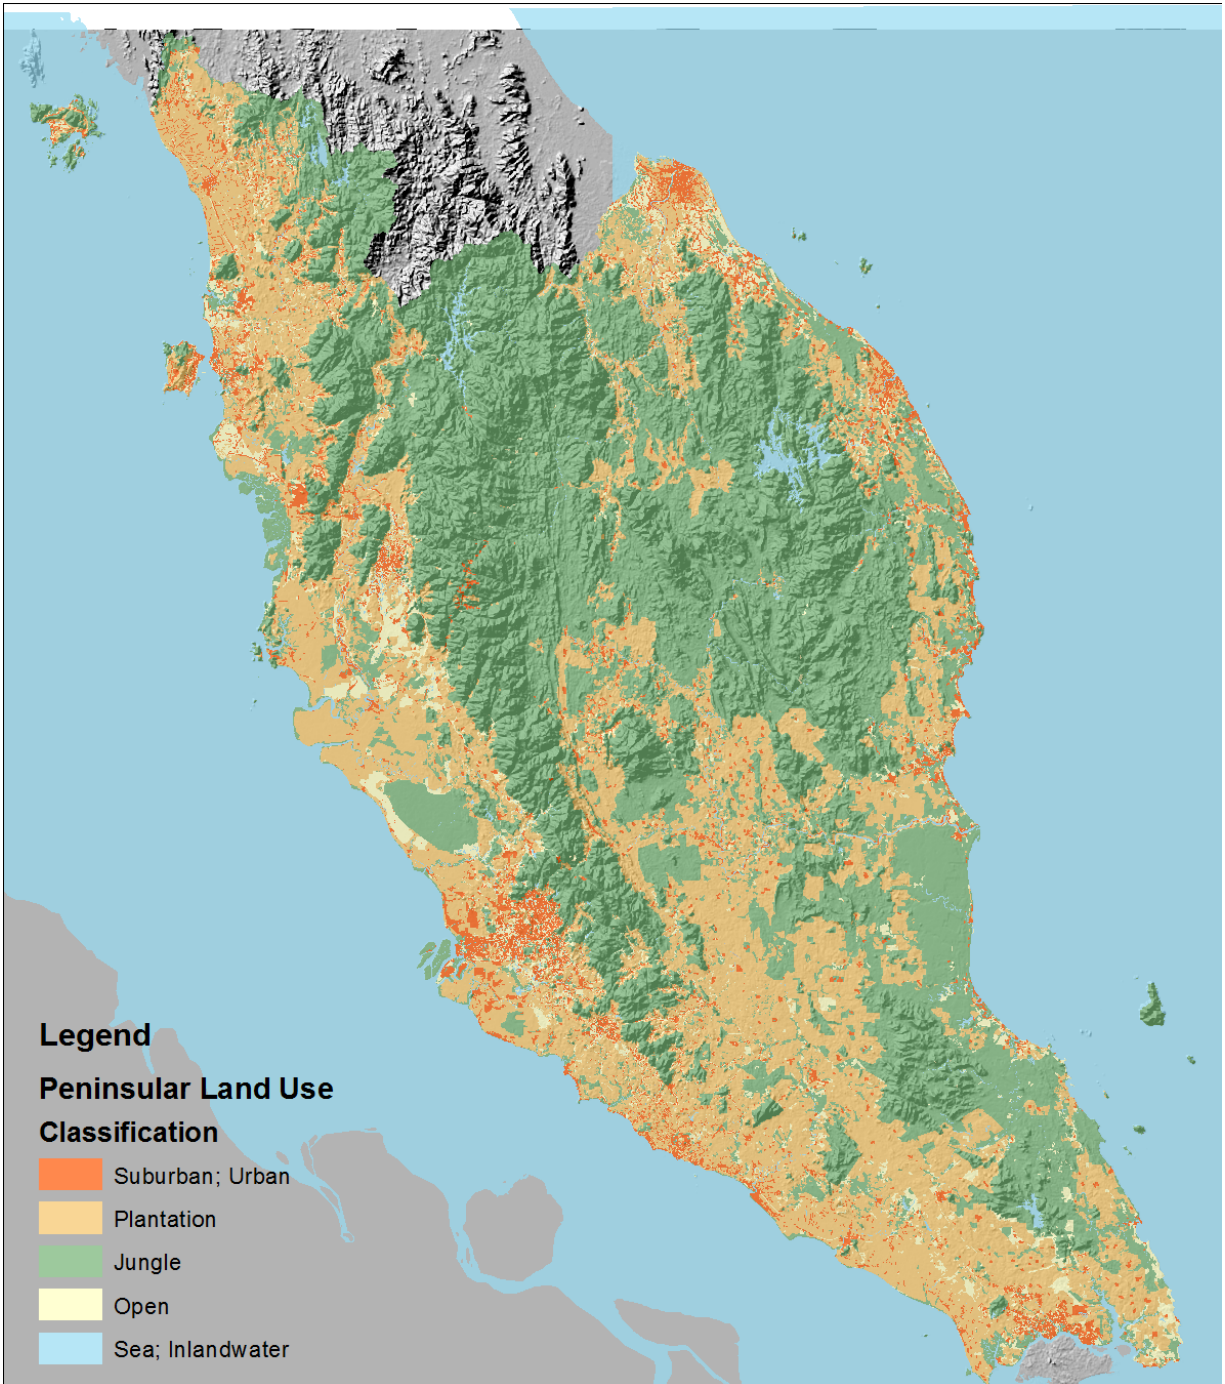 Legend
Peninsular Land Use
Classification
Suburban; Urban
Plantation
Jungle
Open
Sea; Inlandwater